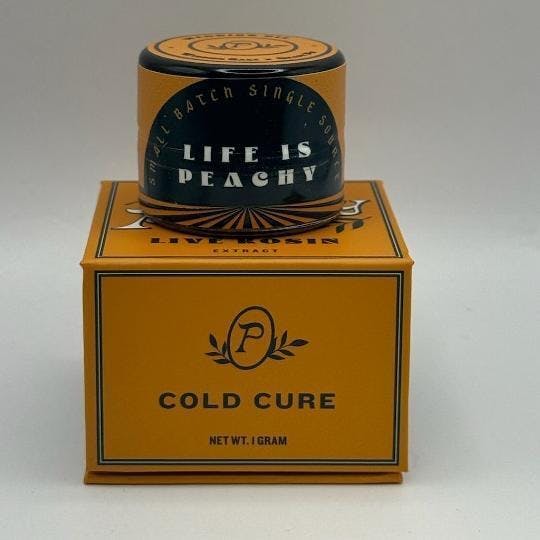 P
SMALL BATCH SINGLE SOURCE
LIFE IS
PEACHY
LIVE ROSIN
EXTRACT
P
COLD CURE
NET WT. 1 GRAM